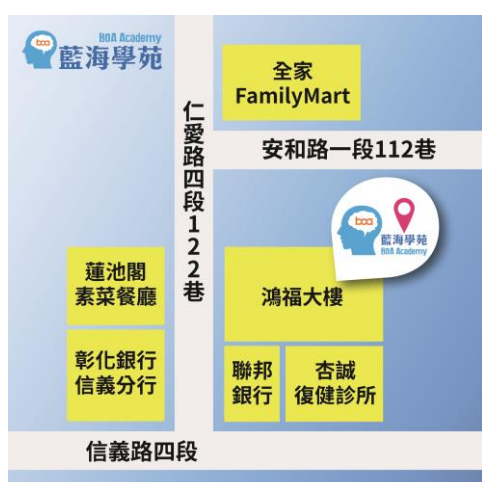 boa
BOA Academy
藍海學苑
全家
FamilyMart
仁愛路四段122巷
安和路一段112巷
boa
藍海學苑
BOA Academy
蓮池閣
素菜餐廳
鴻福大樓
彰化銀行
信義分行
聯邦
銀行
杏誠
復健診所
信義路四段